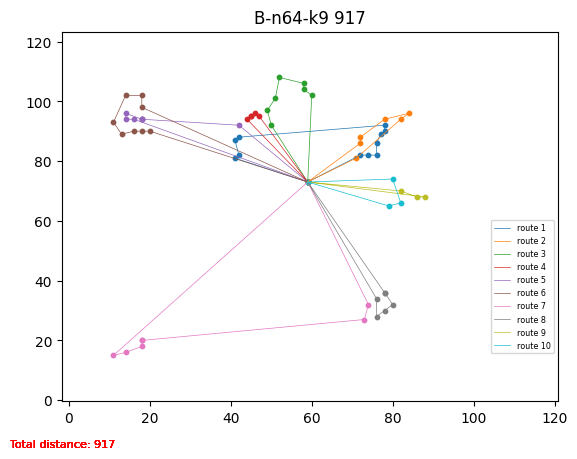 B-n64-k9 917
120
100
80
60
40
20
0
0 20 40 60 80 100 120
route 1
route 2
route 3
route 4
route 5
route 6
route 7
route 8
route 9
route 10
Total distance: 917